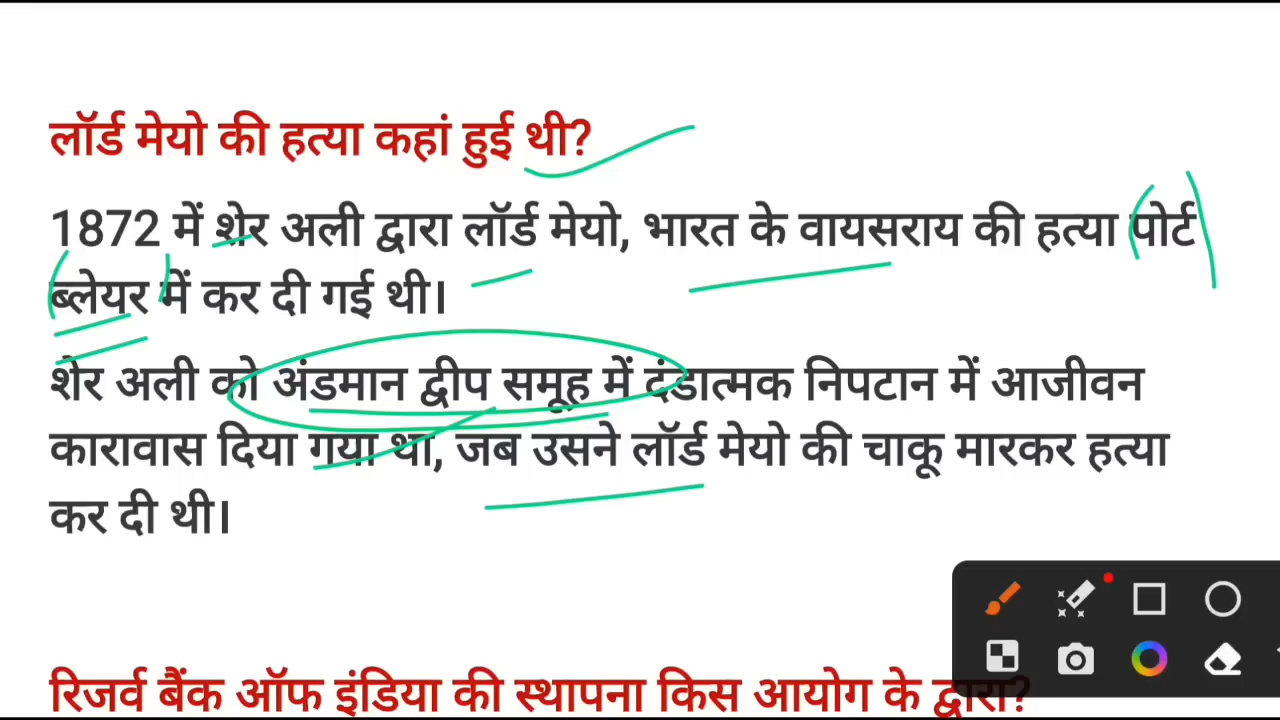 लॉर्ड मेयो की हत्या कहां हुई थी?
1872 में शेर अली द्वारा लॉर्ड मेयो, भारत के वायसराय की हत्या पोर्ट
ब्लेयर में कर दी गई थी।
शेर अली को अंडमान द्वीप समूह में दंडात्मक निपटान में आजीवन
कारावास दिया गया था, जब उसने लॉर्ड मेयो की चाकू मारकर हत्या
कर दी थी।
रिजर्व बैंक ऑफ इंडिया की स्थापना किस आयोग के द्वारा?